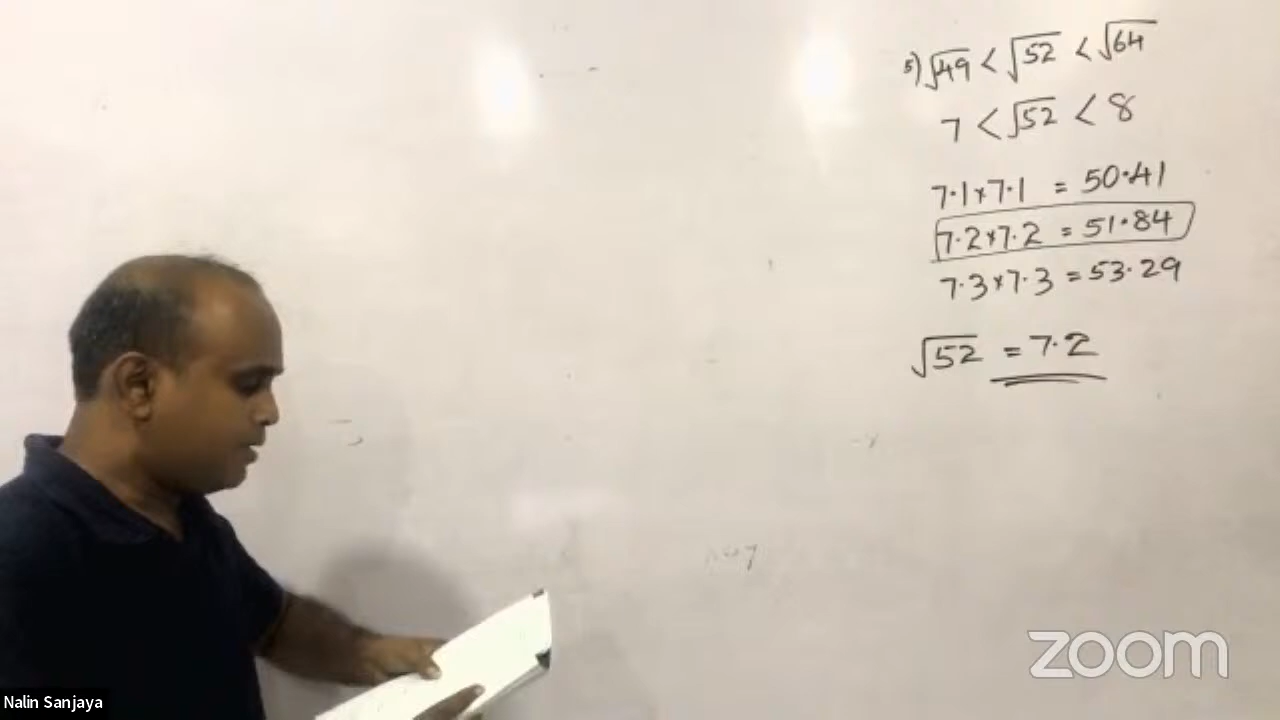 5) √49 < √52 < √64
7 < √52 < 8
7.1×7.1 = 50.41
7.2×7.2 = 51.84
7.3×7.3 = 53.29
√52 = 7.2
zoom
Nalin Sanjaya